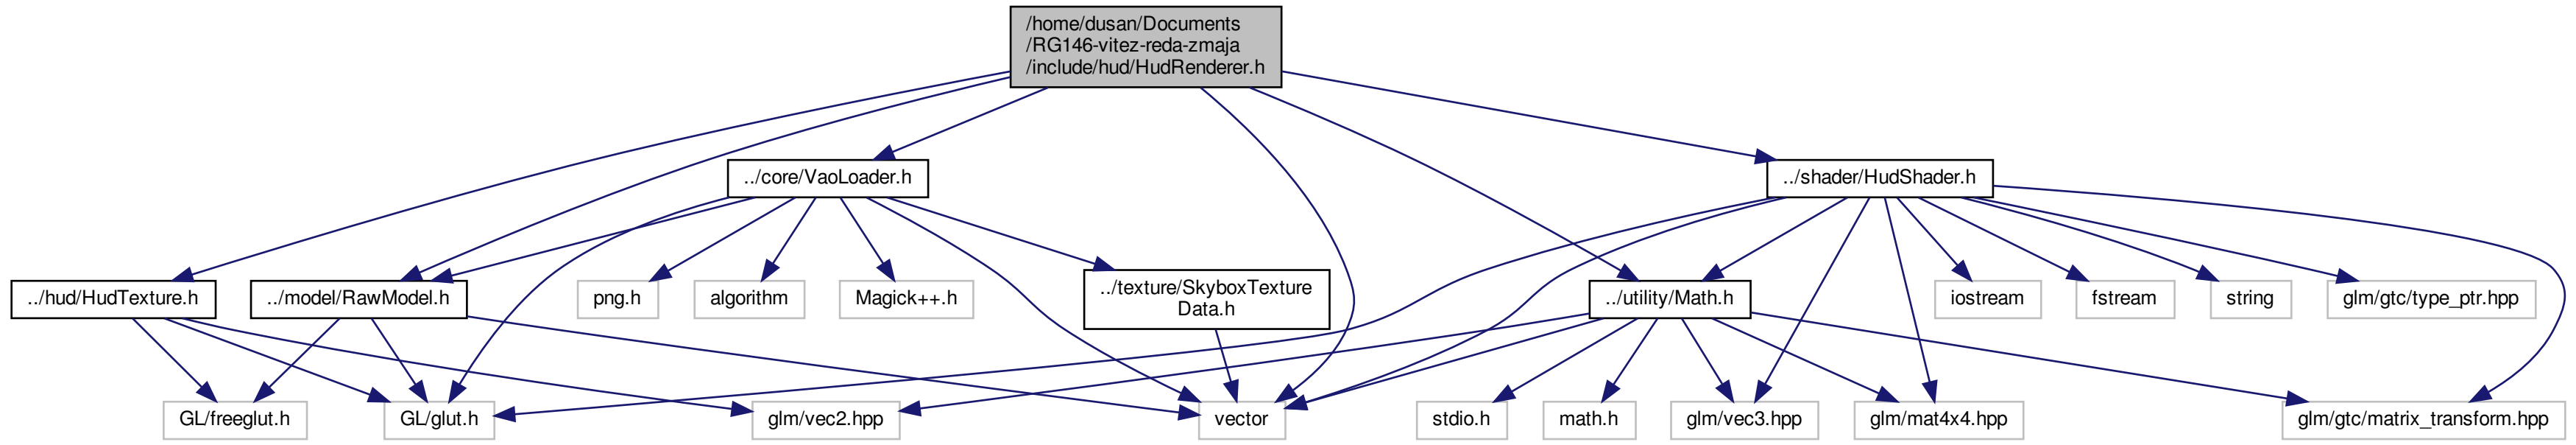 /home/dusan/Documents
/RG146-vitez-reda-zmaja
/include/hud/HudRenderer.h
../core/VaoLoader.h
../shader/HudShader.h
../hud/HudTexture.h
../model/RawModel.h
png.h
algorithm
Magick++.h
../texture/SkyboxTexture
Data.h
../utility/Math.h
iostream
fstream
string
glm/gtc/type_ptr.hpp
GL/freeglut.h
GL/glut.h
glm/vec2.hpp
vector
stdio.h
math.h
glm/vec3.hpp
glm/mat4x4.hpp
glm/gtc/matrix_transform.hpp